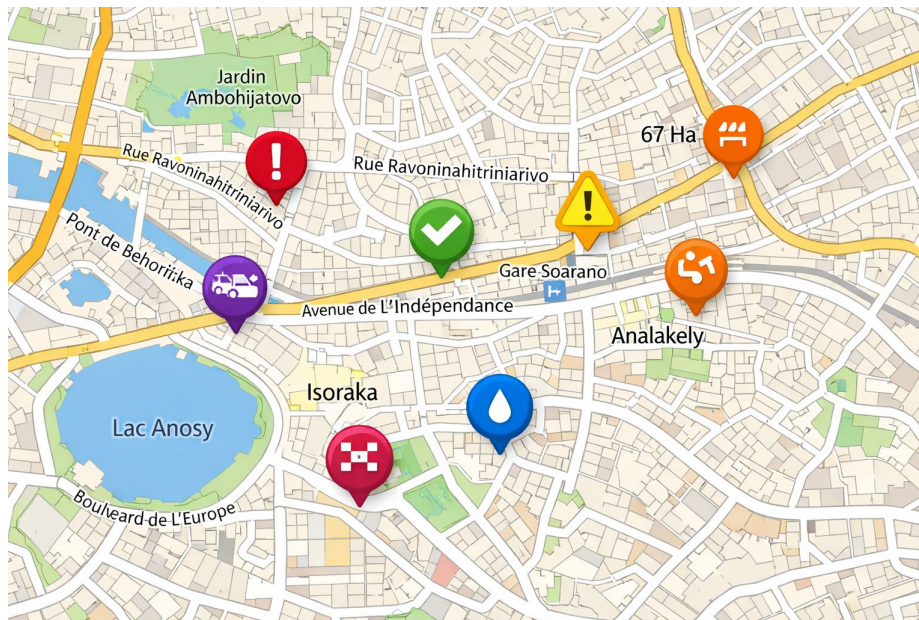 Jardin
Ambohijatovo
67 Ha
Rue Ravoninahitriniarivo
Rue Ravoninahitriniarivo
Pont de Behoriïrika
Gare Soarano
Avenue de L'Indépendance
Analakely
Isoraka
Lac Anosy
Boulveard de L'Europe